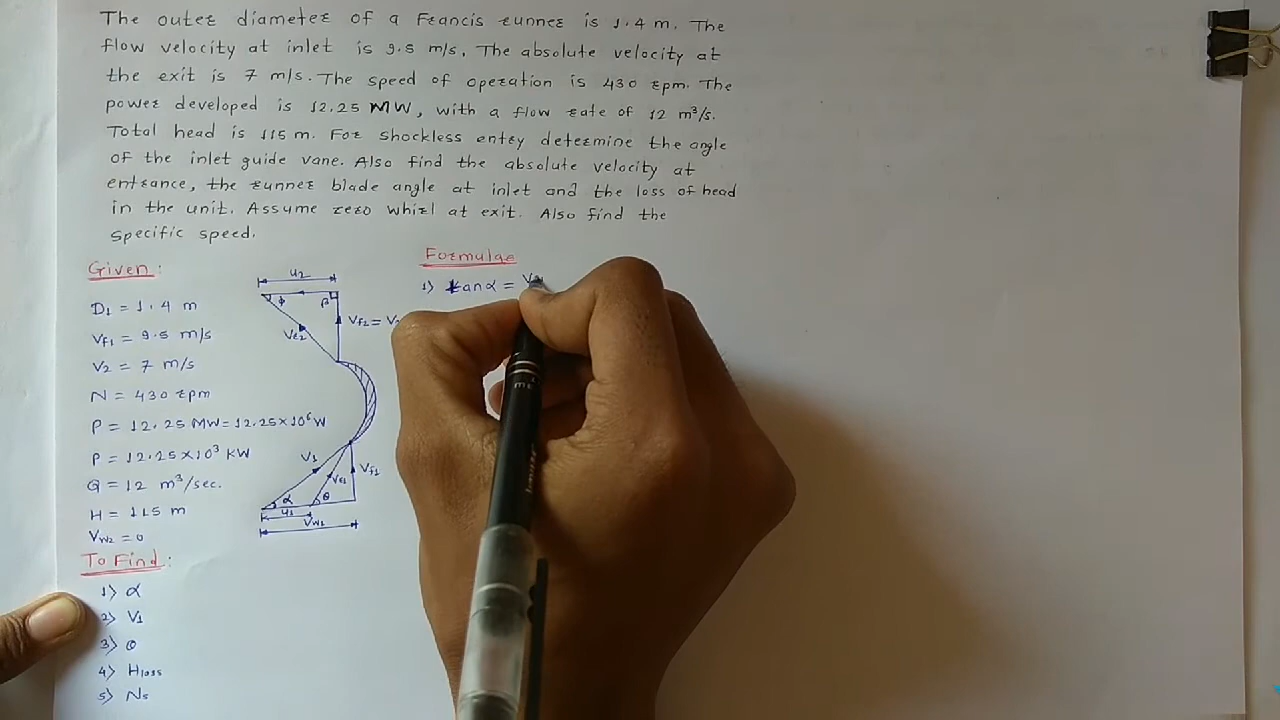 The outer diameter of a Francis runner is 1.4 m. The
flow velocity at inlet is 9.5 m/s. The absolute velocity at
the exit is 7 m/s. The speed of operation is 430 rpm. The
power developed is 12.25 MW, with a flow rate of 12 m³/s.
Total head is 115 m. For shockless entry determine the angle
of the inlet guide vane. Also find the absolute velocity at
entrance, the runner blade angle at inlet and the loss of head
in the unit. Assume zero whirl at exit. Also find the
specific speed.
Given:
D₁ = 1.4 m
Vf₁ = 9.5 m/s
V₂ = 7 m/s
N = 430 rpm
P = 12.25 MW = 12.25×10⁶ W
P = 12.25×10³ KW
Q = 12 m³/sec.
H = 115 m
Vw₂ = 0
To Find:
1) α
2) V₁
3) θ
4) Hloss
5) Ns
u₂
ϕ
β
Vr₂
Vf₂ =
V₁
Vr₁
Vf₁
α
θ
u₁
Vw₁
Formulae
1) tanα =